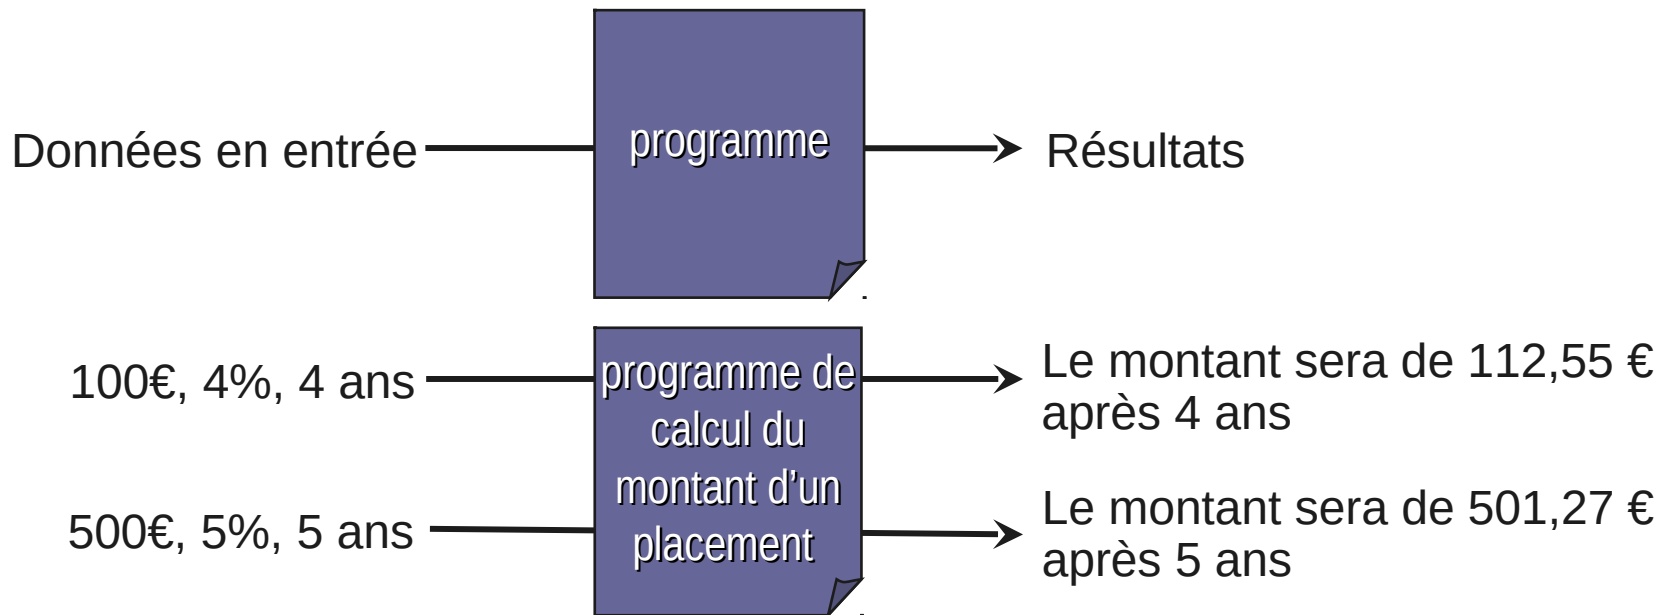 Données en entrée
programme
Résultats
100€, 4%, 4 ans
programme de
calcul du
montant d'un
placement
Le montant sera de 112,55 €
après 4 ans
500€, 5%, 5 ans
Le montant sera de 501,27 €
après 5 ans